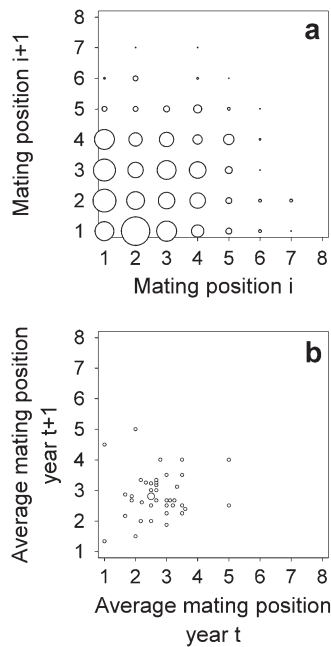 a
Mating position i+1
8
7
6
5
4
3
2
1
1 2 3 4 5 6 7 8
Mating position i
b
Average mating position
year t+1
8
7
6
5
4
3
2
1
1 2 3 4 5 6 7 8
Average mating position
year t